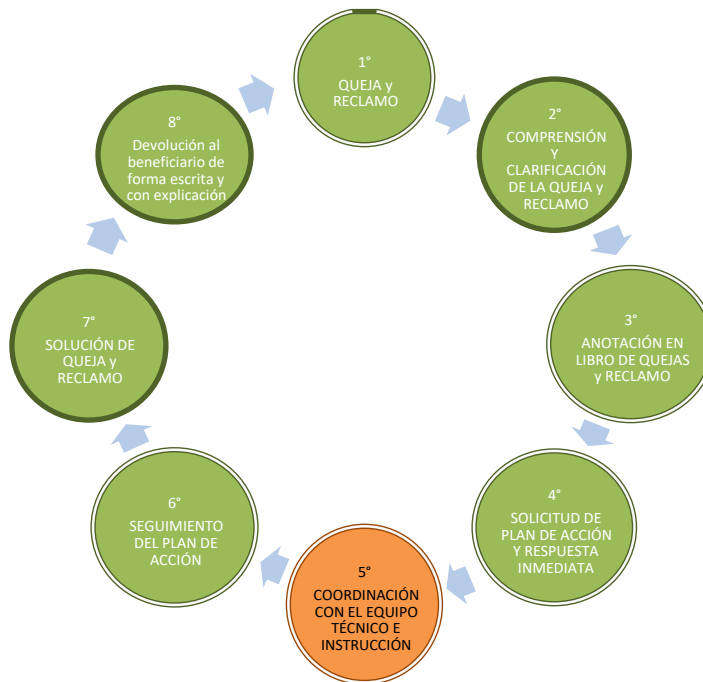 1°
QUEJA y
RECLAMO
2°
COMPRENSIÓN
Y
CLARIFICACIÓN
DE LA QUEJA y
RECLAMO
3°
ANOTACIÓN EN
LIBRO DE QUEJAS
y RECLAMO
4°
SOLICITUD DE
PLAN DE ACCIÓN
Y RESPUESTA
INMEDIATA
5°
COORDINACIÓN
CON EL EQUIPO
TÉCNICO E
INSTRUCCIÓN
6°
SEGUIMIENTO
DEL PLAN DE
ACCIÓN
7°
SOLUCIÓN DE
QUEJA y
RECLAMO
8°
Devolución al
beneficiario de
forma escrita y
con explicación